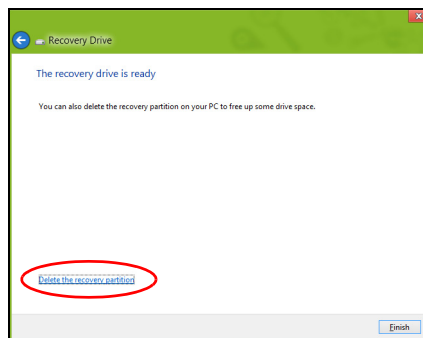 x
Recovery Drive
The recovery drive is ready
You can also delete the recovery partition on your PC to free up some drive space.
Delete the recovery partition
Finish